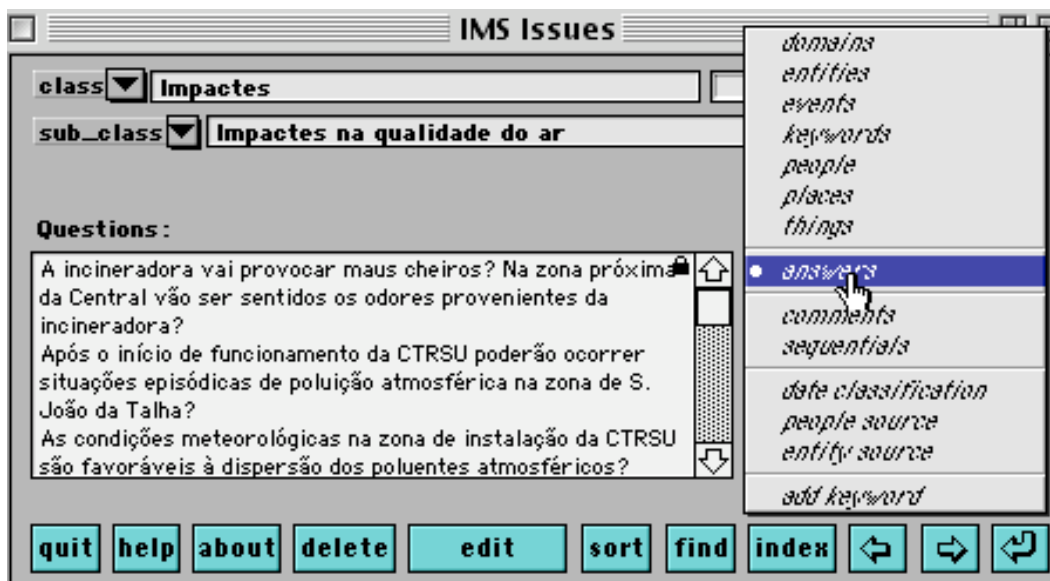 IMS Issues
class Impactes
sub_class Impactes na qualidade do ar
Questions:
A incineradora vai provocar maus cheiros? Na zona próxima
da Central vão ser sentidos os odores provenientes da
incineradora?
Após o início de funcionamento da CTRSU poderão ocorrer
situações episódicas de poluição atmosférica na zona de S.
João da Talha?
As condições meteorológicas na zona de instalação da CTRSU
são favoráveis à dispersão dos poluentes atmosféricos?
domains
entities
events
keywords
people
places
things
answers
comments
sequentials
date classification
people source
entity source
add keyword
quit help about delete edit sort find index